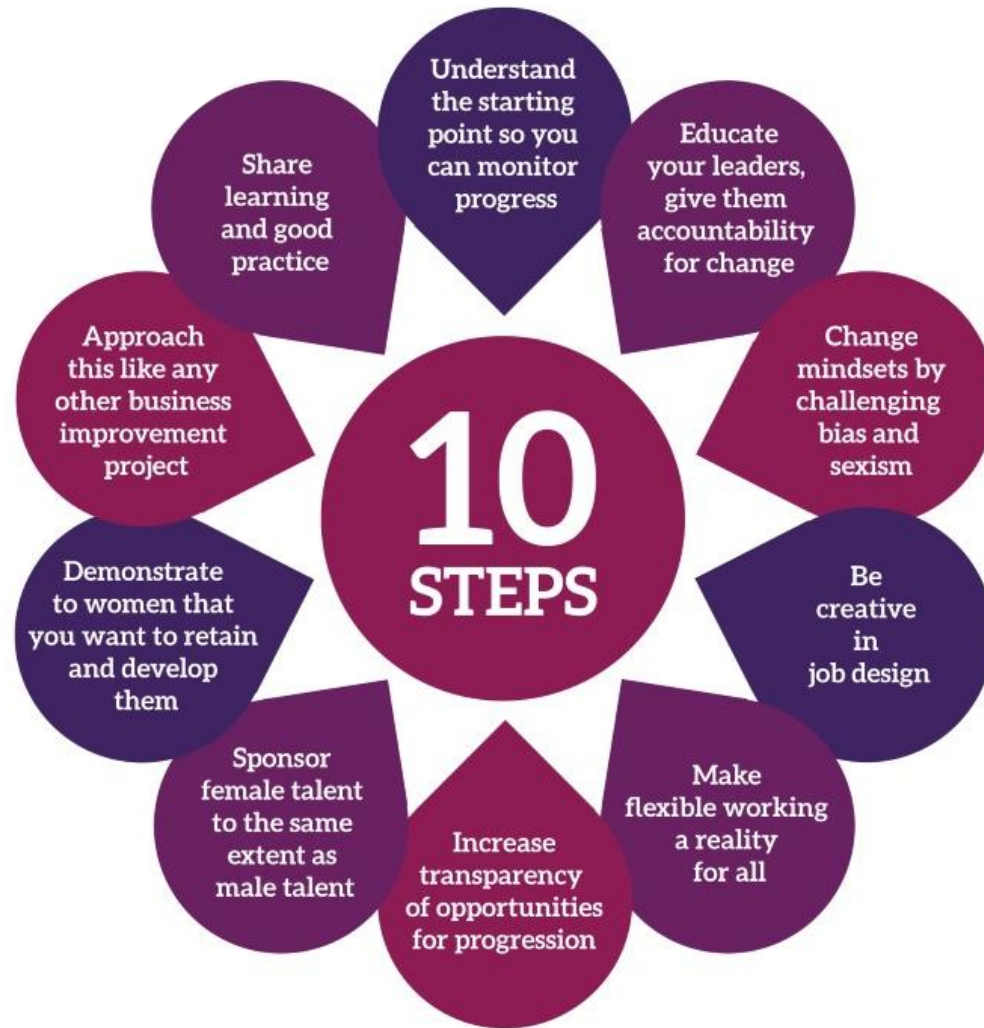 Understand
the starting
point so you
can monitor
progress
Educate
your leaders,
give them
accountability
for change
Change
mindsets by
challenging
bias and
sexism
Be
creative
in
job design
Make
flexible working
a reality
for all
Increase
transparency
of opportunities
for progression
Sponsor
female talent
to the same
extent as
male talent
Demonstrate
to women that
you want to retain
and develop
them
Approach
this like any
other business
improvement
project
Share
learning
and good
practice
10
STEPS